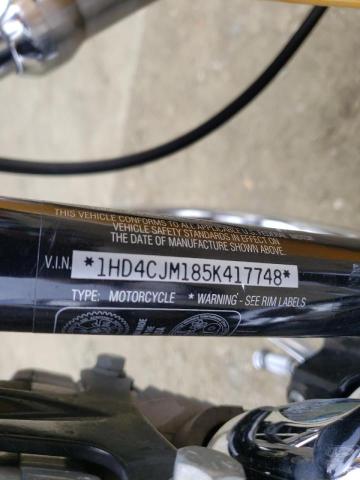 THIS VEHICLE CONFORMS TO ALL APPLICABLE U.S. FEDERAL MOTOR
VEHICLE SAFETY STANDARDS IN EFFECT ON
THE DATE OF MANUFACTURE SHOWN ABOVE.
V.I.N. *1HD4CJM185K417748*
TYPE: MOTORCYCLE * WARNING - SEE RIM LABELS